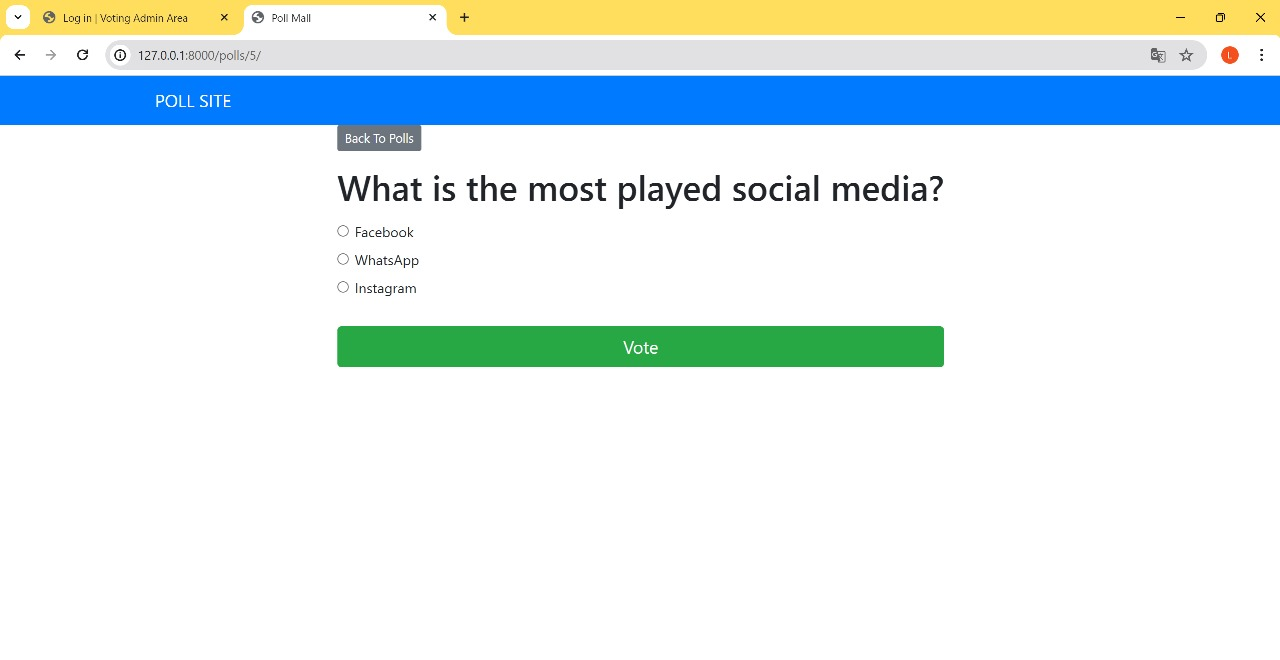 Log in | Voting Admin Area
Poll Mall
127.0.0.1:8000/polls/5/
L
POLL SITE
Back To Polls
What is the most played social media?
Facebook
WhatsApp
Instagram
Vote